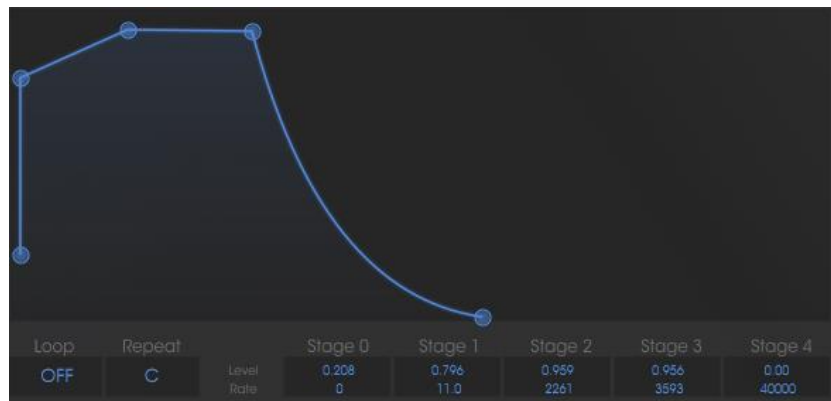 Loop Repeat Stage 0 Stage 1 Stage 2 Stage 3 Stage 4
OFF C Level 0.208 0.796 0.959 0.956 0.00
Rate 0 11.0 2261 3593 40000